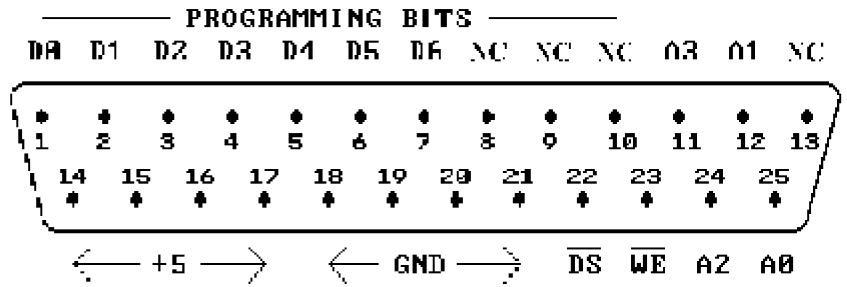 PROGRAMMING BITS
D0 D1 D2 D3 D4 D5 D6 NC NC NC A3 A1 NC
1 2 3 4 5 6 7 8 9 10 11 12 13
14 15 16 17 18 19 20 21 22 23 24 25
+5 GND D̅S̅ W̅E̅ A2 A0